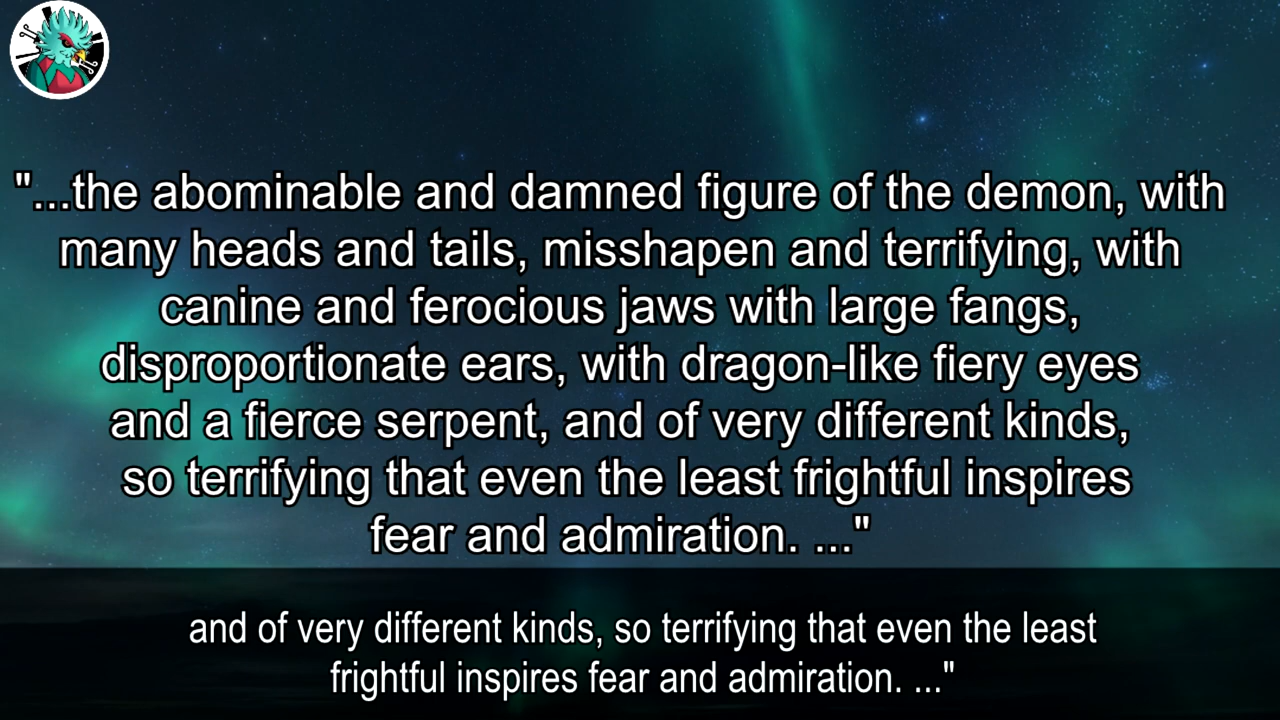 "...the abominable and damned figure of the demon, with
many heads and tails, misshapen and terrifying, with
canine and ferocious jaws with large fangs,
disproportionate ears, with dragon-like fiery eyes
and a fierce serpent, and of very different kinds,
so terrifying that even the least frightful inspires
fear and admiration. ..."
and of very different kinds, so terrifying that even the least
frightful inspires fear and admiration. ..."